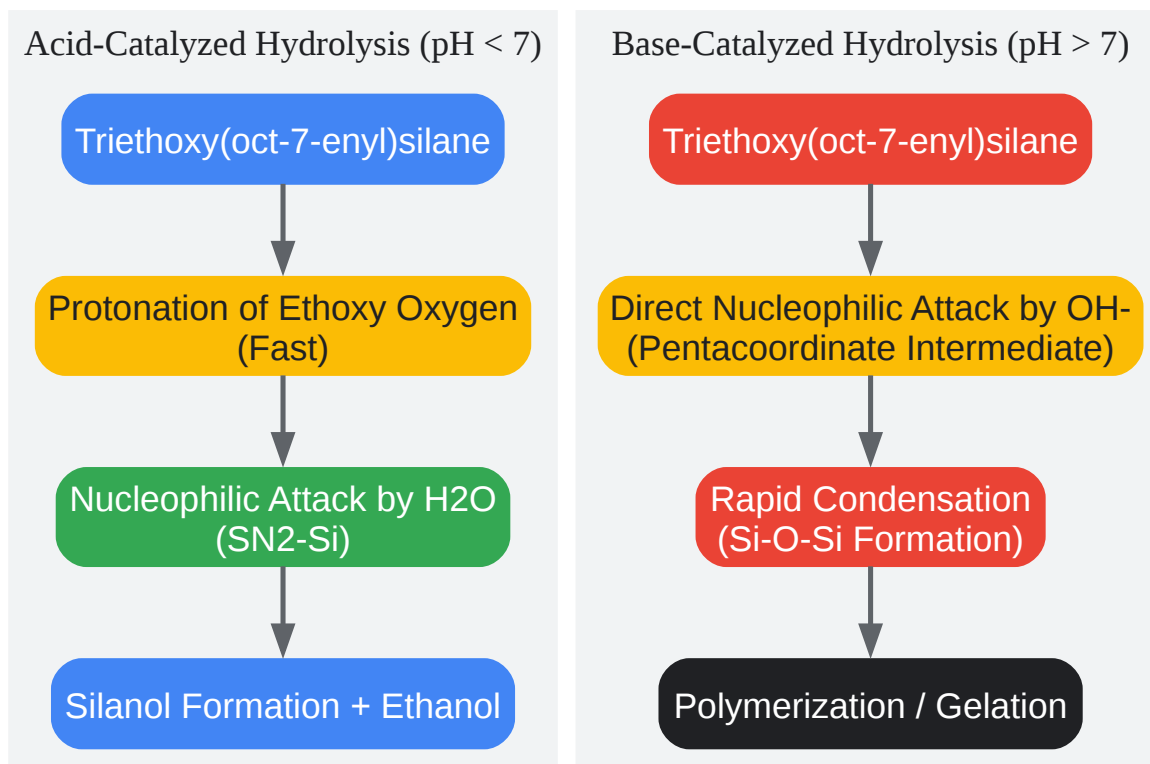 Acid-Catalyzed Hydrolysis (pH < 7)
Triethoxy(oct-7-enyl)silane
Protonation of Ethoxy Oxygen
(Fast)
Nucleophilic Attack by H2O
(SN2-Si)
Silanol Formation + Ethanol
Base-Catalyzed Hydrolysis (pH > 7)
Triethoxy(oct-7-enyl)silane
Direct Nucleophilic Attack by OH-
(Pentacoordinate Intermediate)
Rapid Condensation
(Si-O-Si Formation)
Polymerization / Gelation